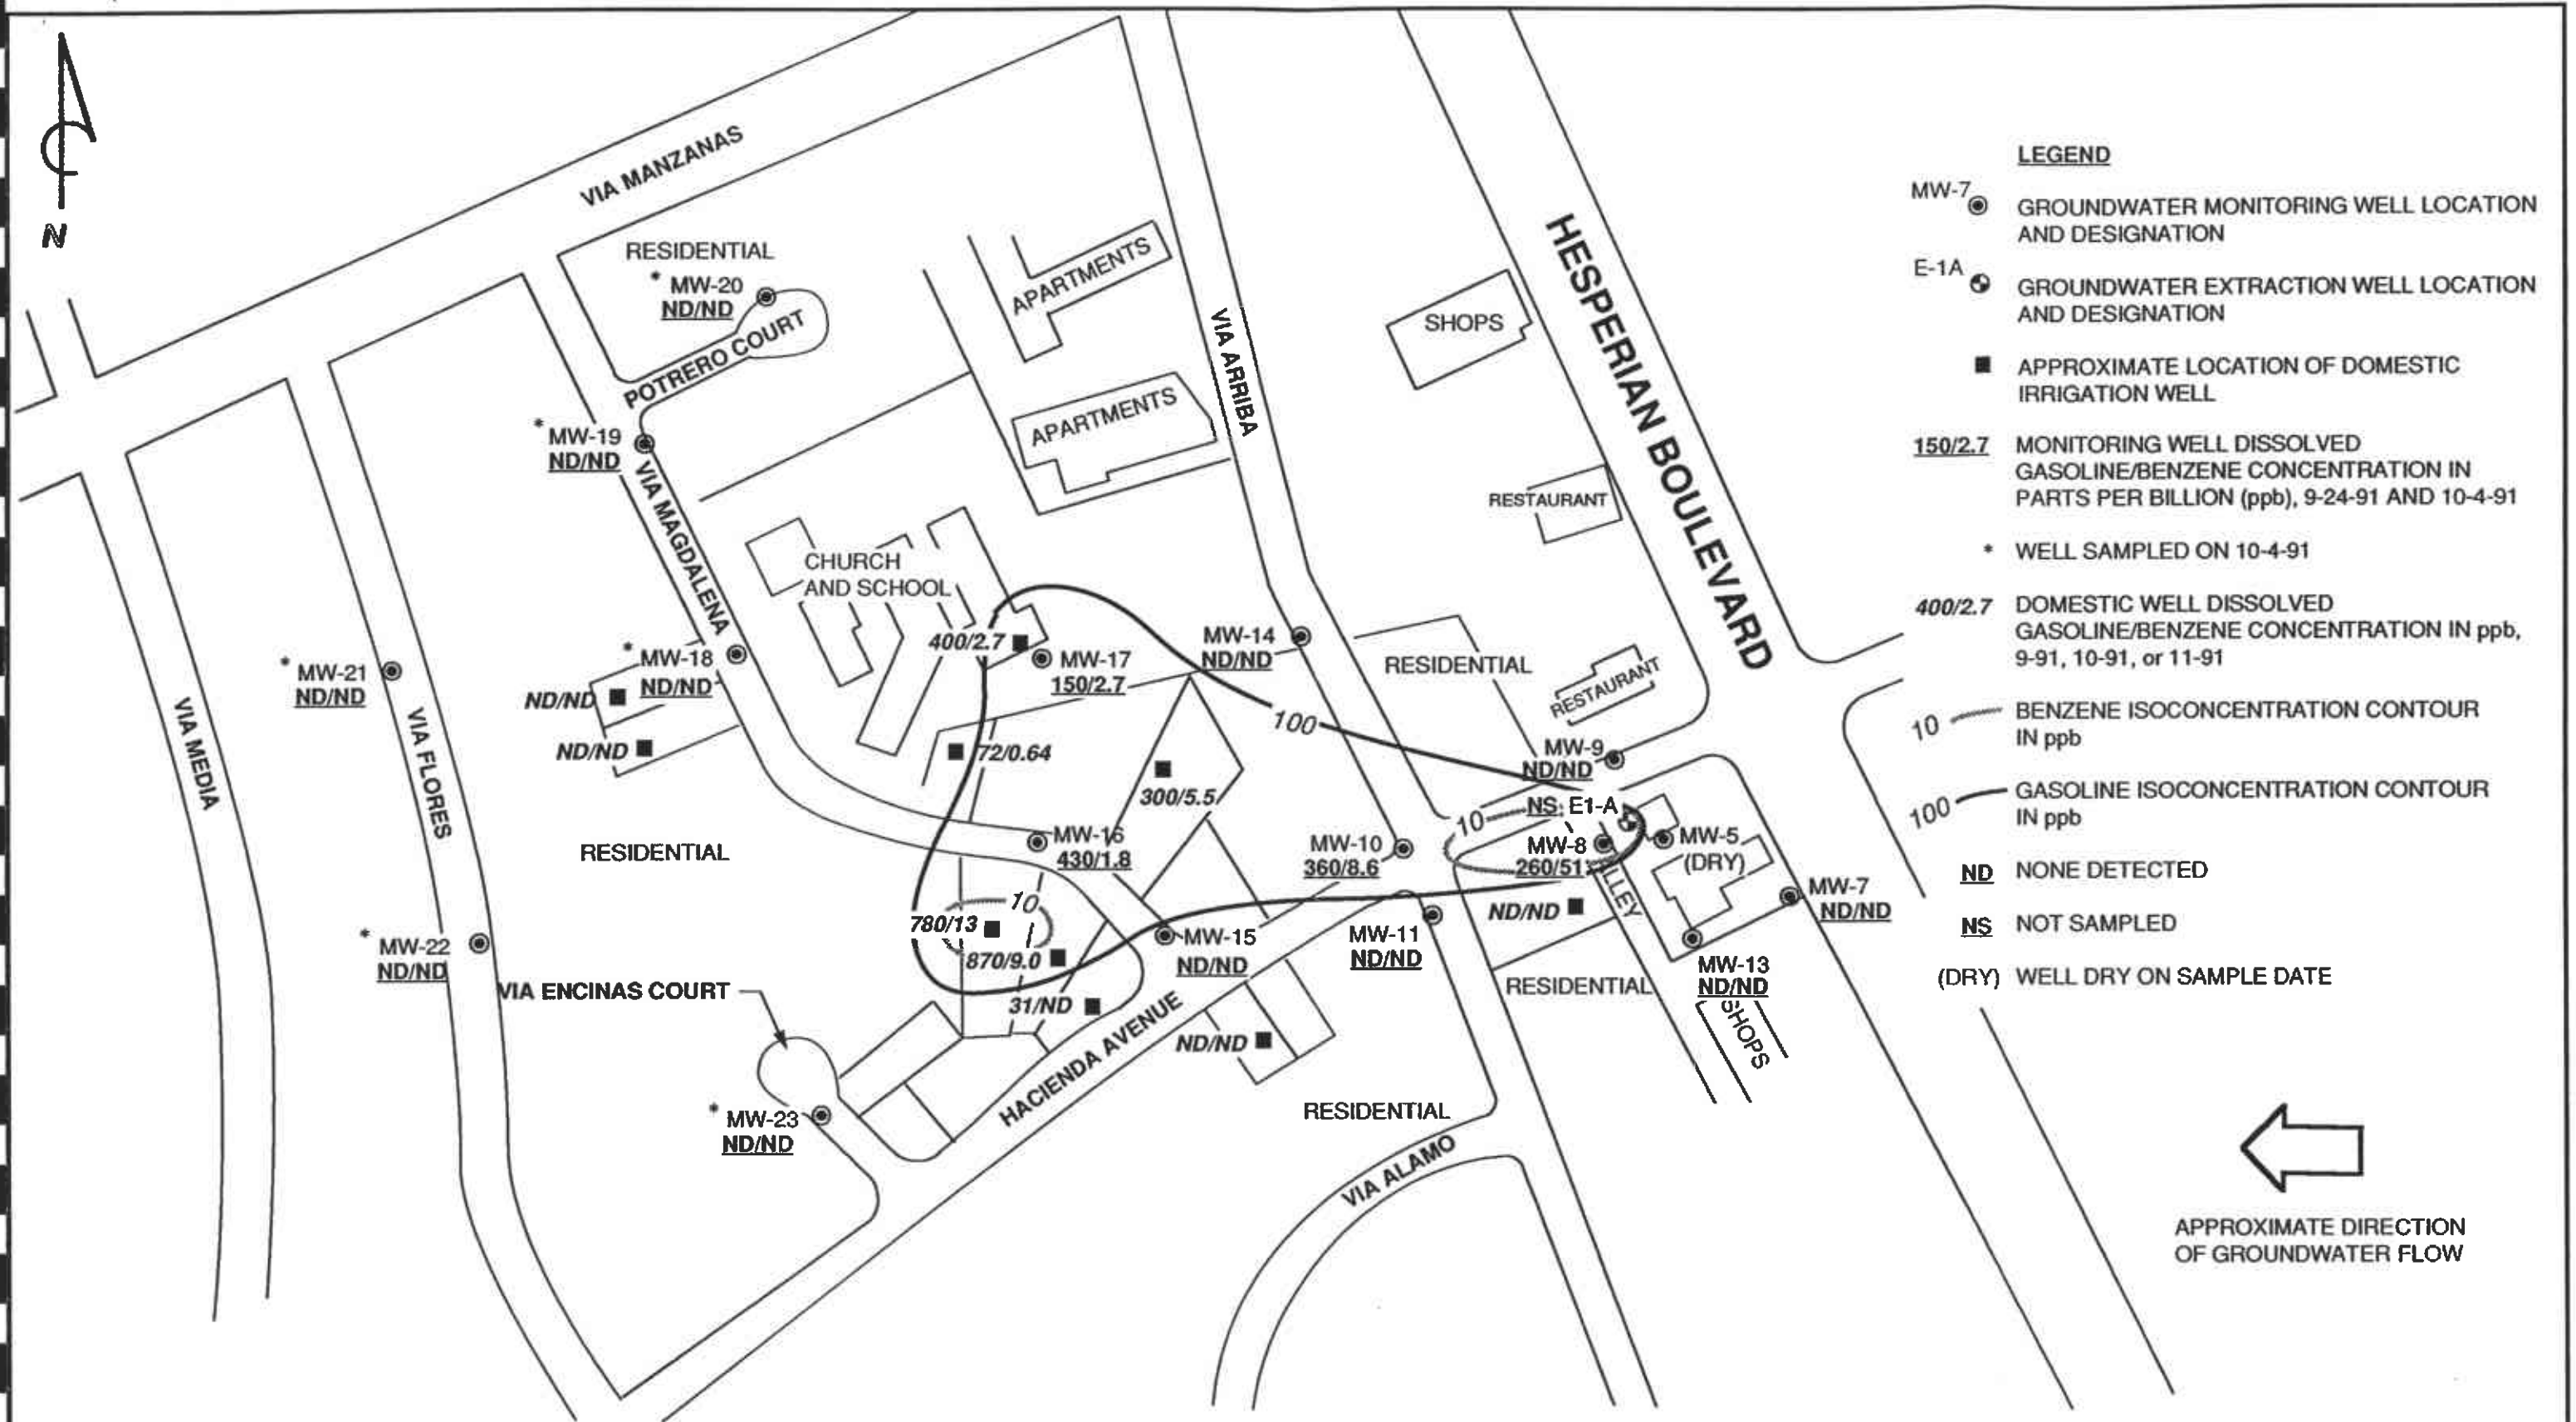 N
VIA MANZANAS
RESIDENTIAL
* MW-20
ND/ND
POTRERO COURT
* MW-19
ND/ND
VIA MAGDALENA
APARTMENTS
APARTMENTS
VIA ARRIBA
SHOPS
HESPERIAN BOULEVARD
RESTAURANT
CHURCH
AND SCHOOL
400/2.7
MW-17
150/2.7
MW-14
ND/ND
RESIDENTIAL
RESTAURANT
* MW-18
ND/ND
ND/ND
ND/ND
* MW-21
ND/ND
VIA MEDIA
VIA FLORES
72/0.64
300/5.5
100
MW-9
ND/ND
NS
E1-A
10
MW-8
260/51
MW-5
(DRY)
ALLEY
MW-7
ND/ND
MW-10
360/8.6
MW-16
430/1.8
RESIDENTIAL
10
780/13
870/9.0
31/ND
MW-15
ND/ND
MW-11
ND/ND
ND/ND
RESIDENTIAL
MW-13
ND/ND
SHOPS
* MW-22
ND/ND
VIA ENCINAS COURT
* MW-23
ND/ND
HACIENDA AVENUE
ND/ND
RESIDENTIAL
VIA ALAMO
LEGEND
MW-7
GROUNDWATER MONITORING WELL LOCATION
AND DESIGNATION
E-1A
GROUNDWATER EXTRACTION WELL LOCATION
AND DESIGNATION
APPROXIMATE LOCATION OF DOMESTIC
IRRIGATION WELL
150/2.7 MONITORING WELL DISSOLVED
GASOLINE/BENZENE CONCENTRATION IN
PARTS PER BILLION (ppb), 9-24-91 AND 10-4-91
* WELL SAMPLED ON 10-4-91
400/2.7 DOMESTIC WELL DISSOLVED
GASOLINE/BENZENE CONCENTRATION IN ppb,
9-91, 10-91, or 11-91
10 BENZENE ISOCONCENTRATION CONTOUR
IN ppb
100 GASOLINE ISOCONCENTRATION CONTOUR
IN ppb
ND NONE DETECTED
NS NOT SAMPLED
(DRY) WELL DRY ON SAMPLE DATE
APPROXIMATE DIRECTION
OF GROUNDWATER FLOW